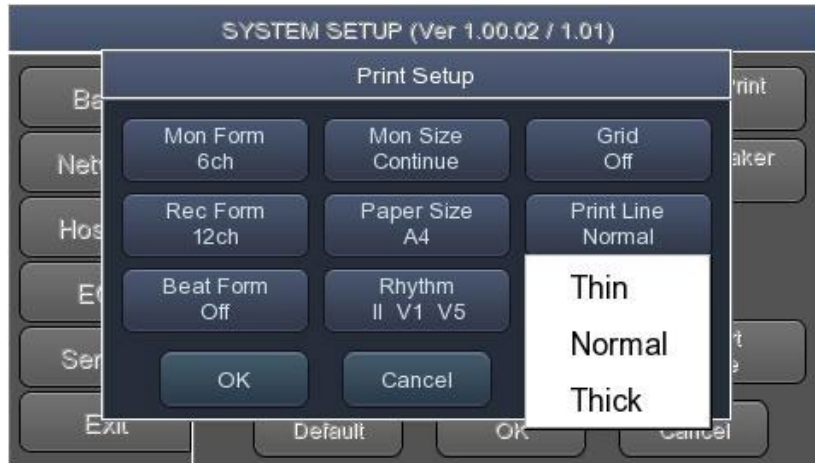 SYSTEM SETUP (Ver 1.00.02 / 1.01)
Print Setup
Mon Form
6ch
Mon Size
Continue
Grid
Off
Rec Form
12ch
Paper Size
A4
Print Line
Normal
Beat Form
Off
Rhythm
II V1 V5
Thin
Normal
Thick
OK
Cancel
Exit
Default
OK
Cancel